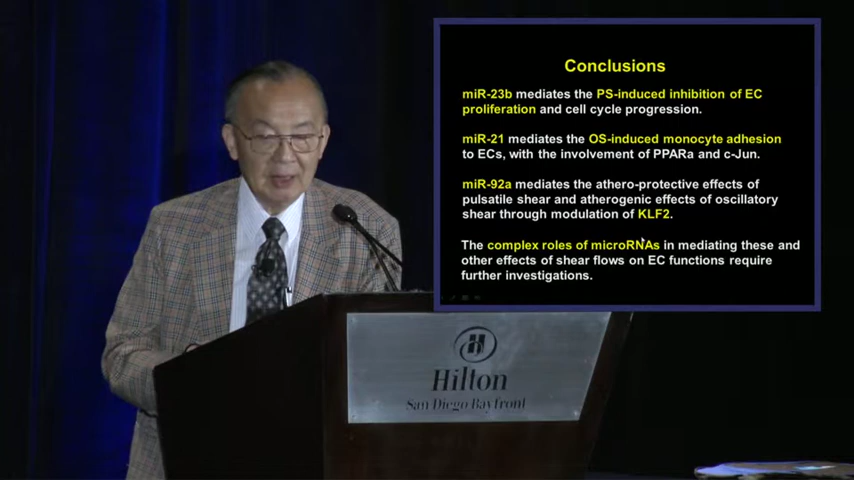 Conclusions
miR-23b mediates the PS-induced inhibition of EC
proliferation and cell cycle progression.
miR-21 mediates the OS-induced monocyte adhesion
to ECs, with the involvement of PPARa and c-Jun.
miR-92a mediates the athero-protective effects of
pulsatile shear and atherogenic effects of oscillatory
shear through modulation of KLF2.
The complex roles of microRNAs in mediating these and
other effects of shear flows on EC functions require
further investigations.
H
Hilton
San Diego Bayfront